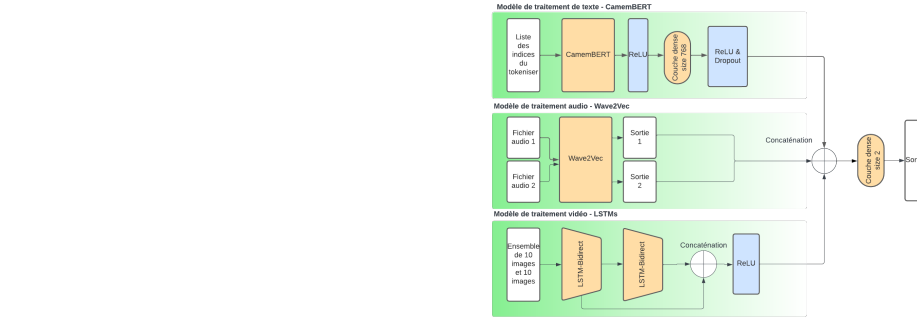 Modèle de traitement de texte - CamemBERT
Liste
des
indices
du
tokeniser
CamemBERT
ReLU
Couche dense
size 768
ReLU &
Dropout
Modèle de traitement audio - Wave2Vec
Fichier
audio 1
Fichier
audio 2
Wave2Vec
Sortie
1
Sortie
2
Concaténation
Couche dense
size 2
Modèle de traitement vidéo - LSTMs
Ensemble
de 10
images
et 10
images
LSTM-Bidirect
LSTM-Bidirect
Concaténation
ReLU